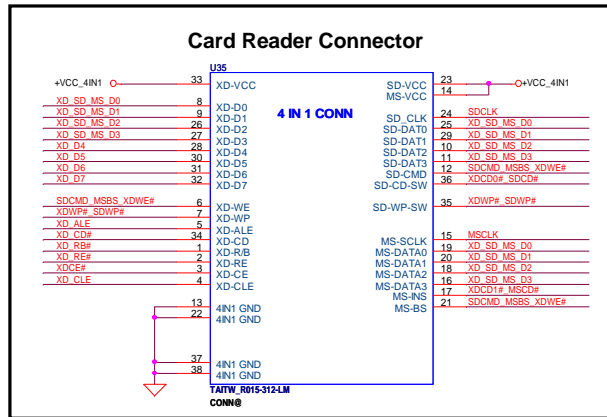 Card Reader Connector
U35
+VCC_4IN1 33 XD-VCC SD-VCC 23 +VCC_4IN1
MS-VCC 14
4 IN 1 CONN
XD_SD_MS_D0 8 XD-D0 SD_CLK 24 SDCLK
XD_SD_MS_D1 9 XD-D1 SD-DAT0 25 XD_SD_MS_D0
XD_SD_MS_D2 26 XD-D2 SD-DAT1 29 XD_SD_MS_D1
XD_SD_MS_D3 27 XD-D3 SD-DAT2 10 XD_SD_MS_D2
XD_D4 28 XD-D4 SD-DAT3 11 XD_SD_MS_D3
XD_D5 30 XD-D5 SD-CMD 12 SDCMD_MSBS_XDWE#
XD_D6 31 XD-D6 SD-CD-SW 36 XDCD0#_SDCD#
XD_D7 32 XD-D7
SDCMD_MSBS_XDWE# 6 XD-WE SD-WP-SW 35 XDWP#_SDWP#
XDWP#_SDWP# 7 XD-WP
XD_ALE 5 XD-ALE
XD_CD# 34 XD-CD MS-SCLK 15 MSCLK
XD_RB# 1 XD-R/B MS-DATA0 19 XD_SD_MS_D0
XD_RE# 2 XD-RE MS-DATA1 20 XD_SD_MS_D1
XDCE# 3 XD-CE MS-DATA2 18 XD_SD_MS_D2
XD_CLE 4 XD-CLE MS-DATA3 16 XD_SD_MS_D3
MS-INS 17 XDCD1#_MSCD#
MS-BS 21 SDCMD_MSBS_XDWE#
13 4IN1 GND
22 4IN1 GND
37 4IN1 GND
38 4IN1 GND
TAITW_R015-312-LM
CONN@